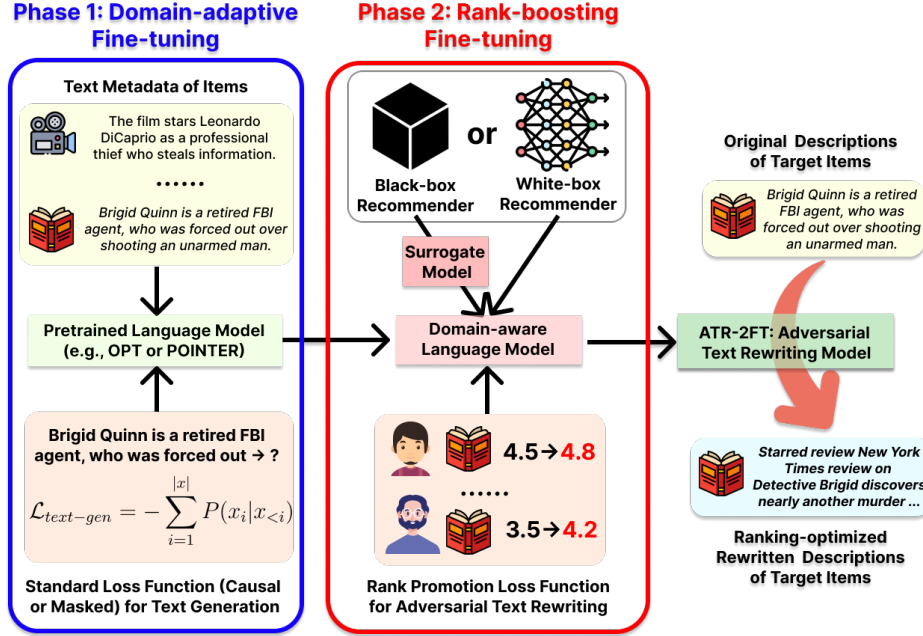 Phase 1: Domain-adaptive
Fine-tuning
Text Metadata of Items
The film stars Leonardo
DiCaprio as a professional
thief who steals information.
......
Brigid Quinn is a retired FBI
agent, who was forced out over
shooting an unarmed man.
Pretrained Language Model
(e.g., OPT or POINTER)
Brigid Quinn is a retired FBI
agent, who was forced out → ?
\mathcal{L}_{text-gen} = -\sum_{i=1}^{|x|} P(x_i|x_{<i})
Standard Loss Function (Causal
or Masked) for Text Generation
Phase 2: Rank-boosting
Fine-tuning
or
Black-box
Recommender
White-box
Recommender
Surrogate
Model
Domain-aware
Language Model
4.5→4.8
......
3.5→4.2
Rank Promotion Loss Function
for Adversarial Text Rewriting
Original Descriptions
of Target Items
Brigid Quinn is a retired
FBI agent, who was
forced out over shooting
an unarmed man.
ATR-2FT: Adversarial
Text Rewriting Model
Starred review New York
Times review on
Detective Brigid discovers
nearly another murder ...
Ranking-optimized
Rewritten Descriptions
of Target Items